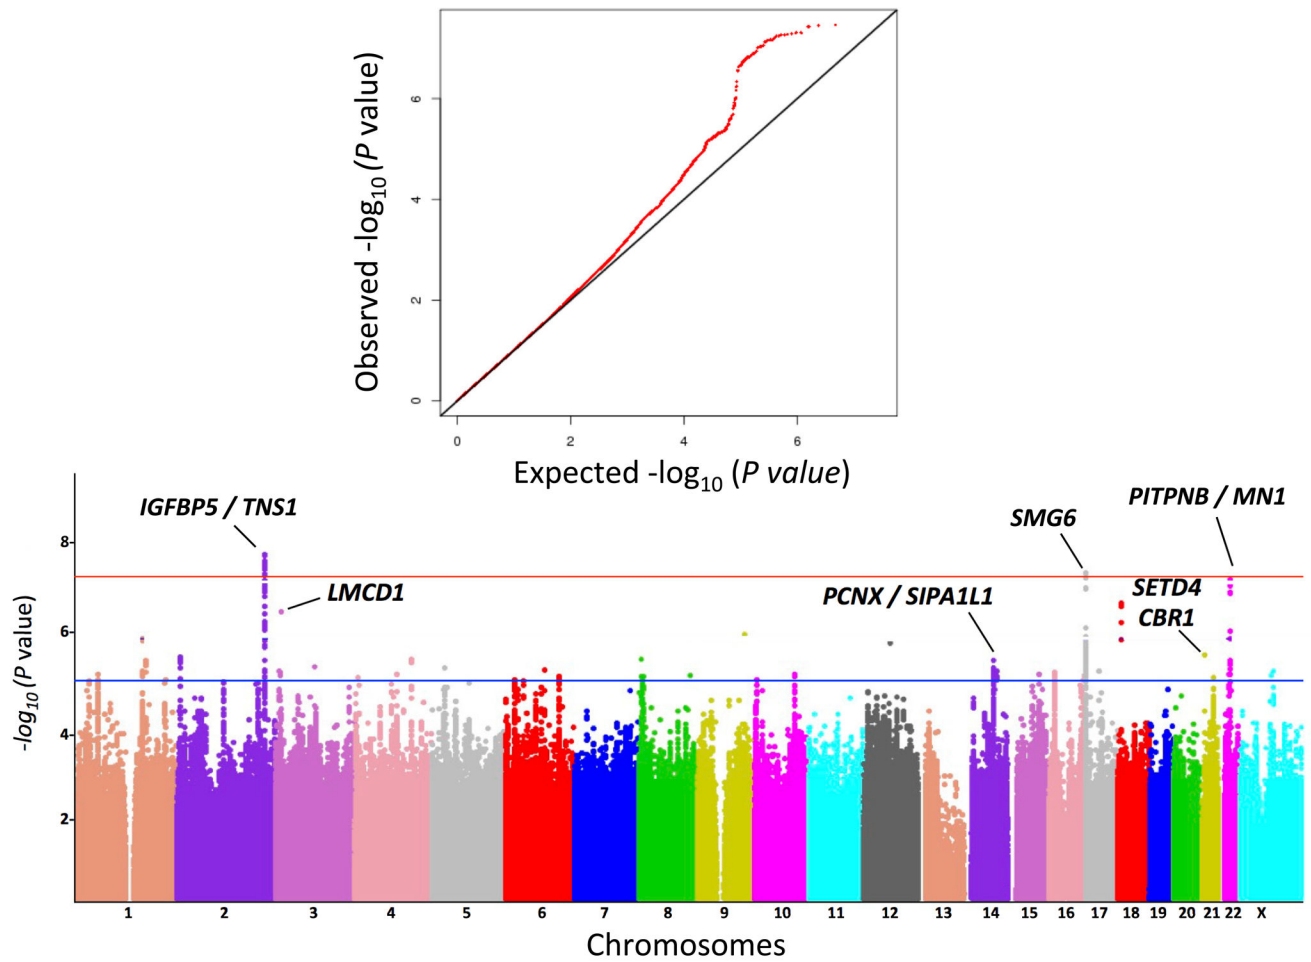 Observed -log10 (P value)
6
4
2
0
0 2 4 6
Expected -log10 (P value)
IGFBP5 / TNS1
LMCD1
PCNX / SIPA1L1
SMG6
PITPNB / MN1
SETD4
CBR1
-log10(P value)
8
6
4
2
1 2 3 4 5 6 7 8 9 10 11 12 13 14 15 16 17 18 19 20 21 22 X
Chromosomes